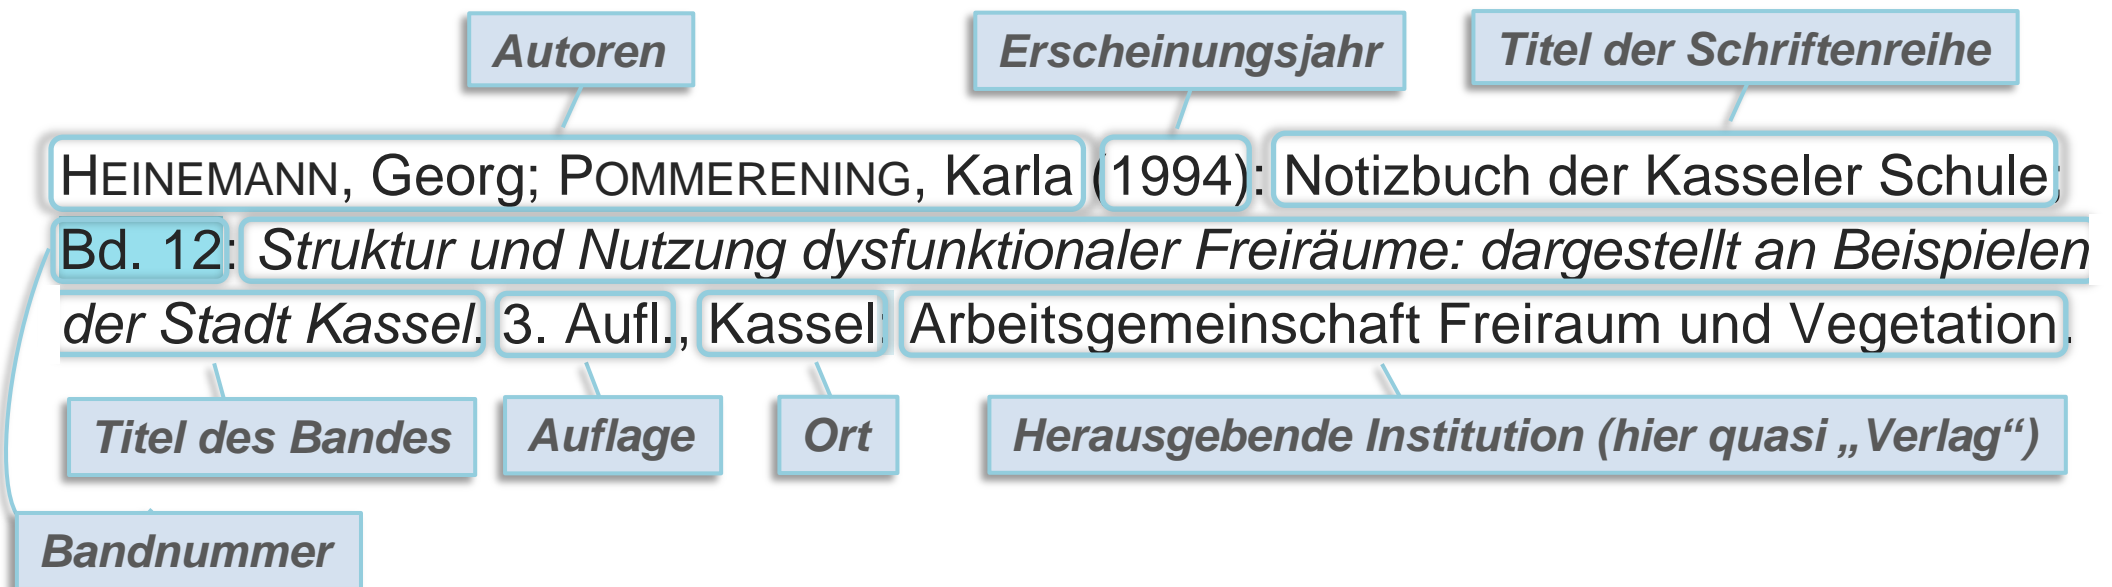 Autoren Erscheinungsjahr Titel der Schriftenreihe
HEINEMANN, Georg; POMMERENING, Karla (1994): Notizbuch der Kasseler Schule;
Bd. 12: Struktur und Nutzung dysfunktionaler Freiräume: dargestellt an Beispielen
der Stadt Kassel. 3. Aufl., Kassel: Arbeitsgemeinschaft Freiraum und Vegetation.
Titel des Bandes Auflage Ort Herausgebende Institution (hier quasi „Verlag“)
Bandnummer